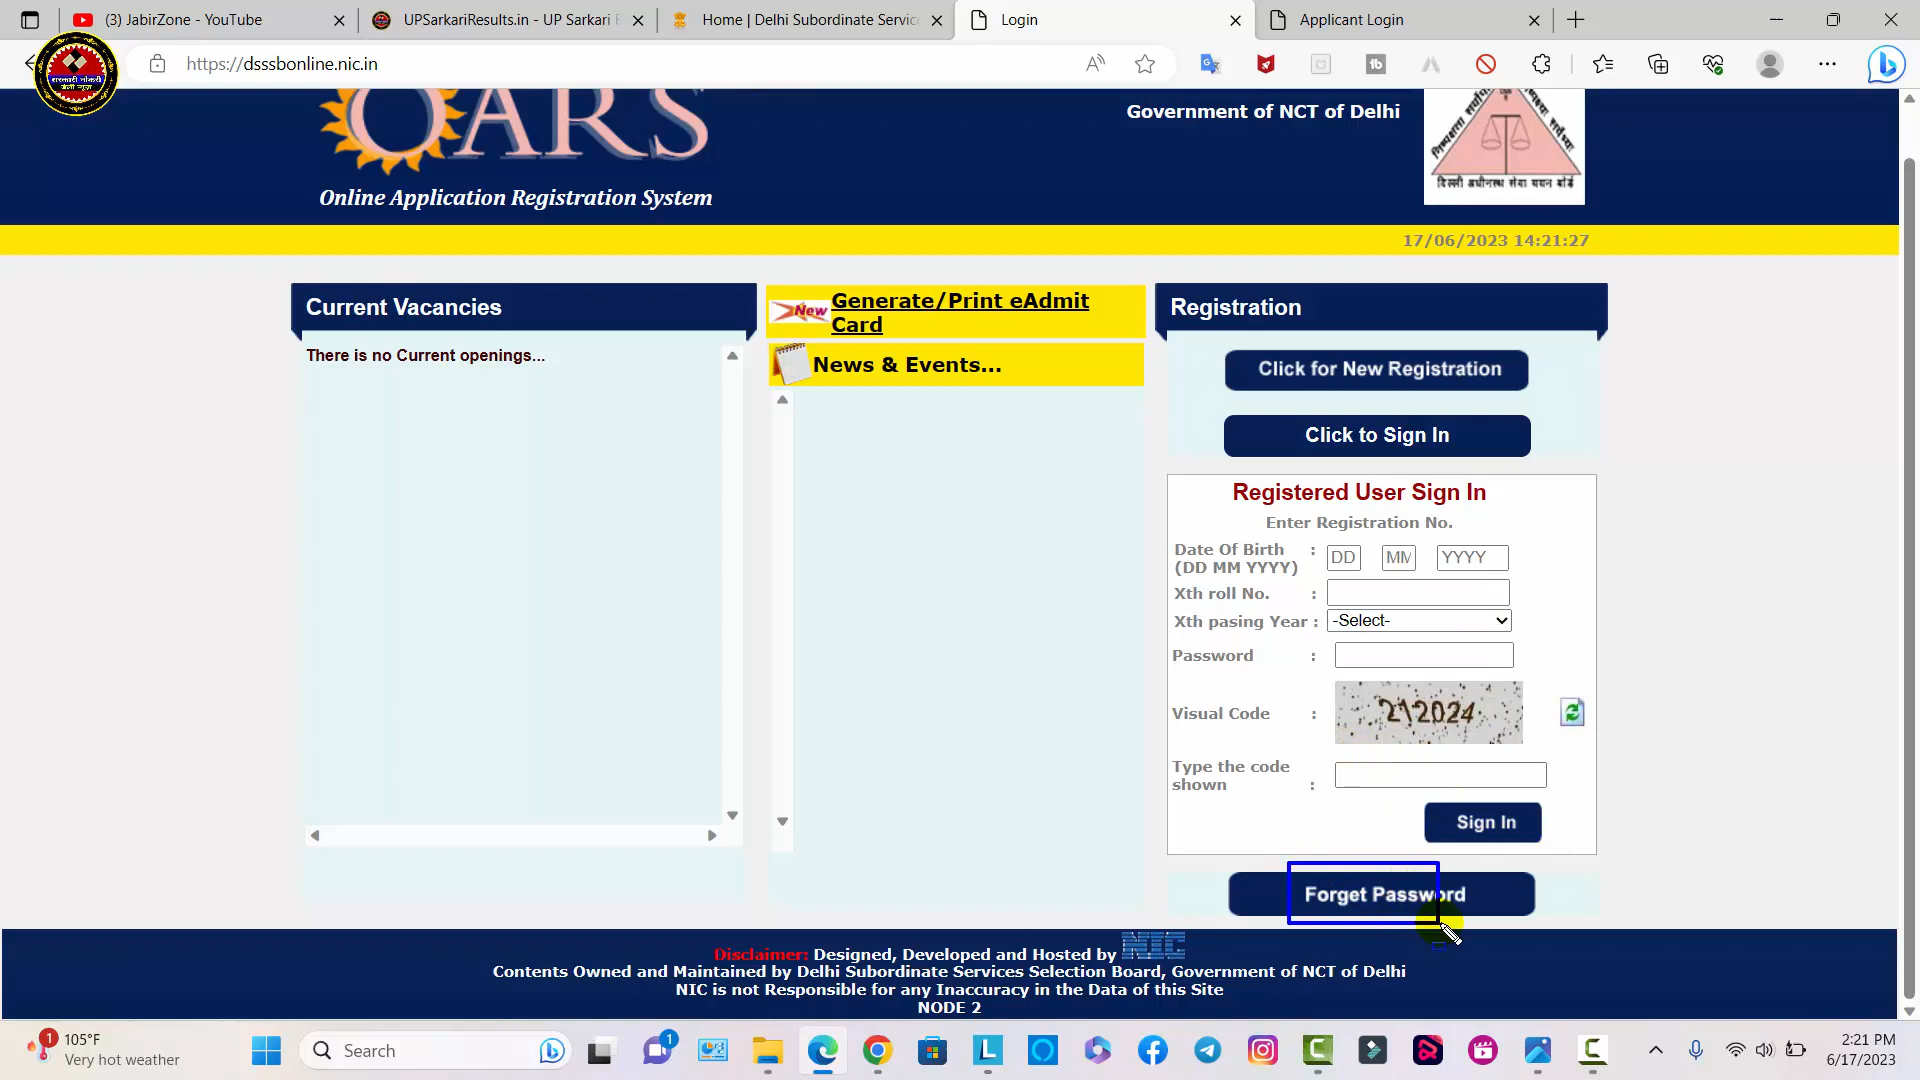 (3) JabirZone - YouTube
UPSarkariResults.in - UP Sarkari
Home | Delhi Subordinate Servic
Login
Applicant Login
https://dsssbonline.nic.in
सरकारी नौकरी
OARS
Online Application Registration System
Government of NCT of Delhi
दिल्ली अधीनस्थ सेवा चयन बोर्ड
17/06/2023 14:21:27
Current Vacancies
There is no Current openings...
New
Generate/Print eAdmit
Card
News & Events...
Registration
Click for New Registration
Click to Sign In
Registered User Sign In
Enter Registration No.
Date Of Birth :
(DD MM YYYY)
DD MM YYYY
Xth roll No. :
Xth pasing Year : -Select-
Password :
Visual Code : 212024
Type the code
shown :
Sign In
Forget Password
Disclaimer: Designed, Developed and Hosted by NIC
Contents Owned and Maintained by Delhi Subordinate Services Selection Board, Government of NCT of Delhi
NIC is not Responsible for any Inaccuracy in the Data of this Site
NODE 2
1
105°F
Very hot weather
Search
1
2:21 PM
6/17/2023